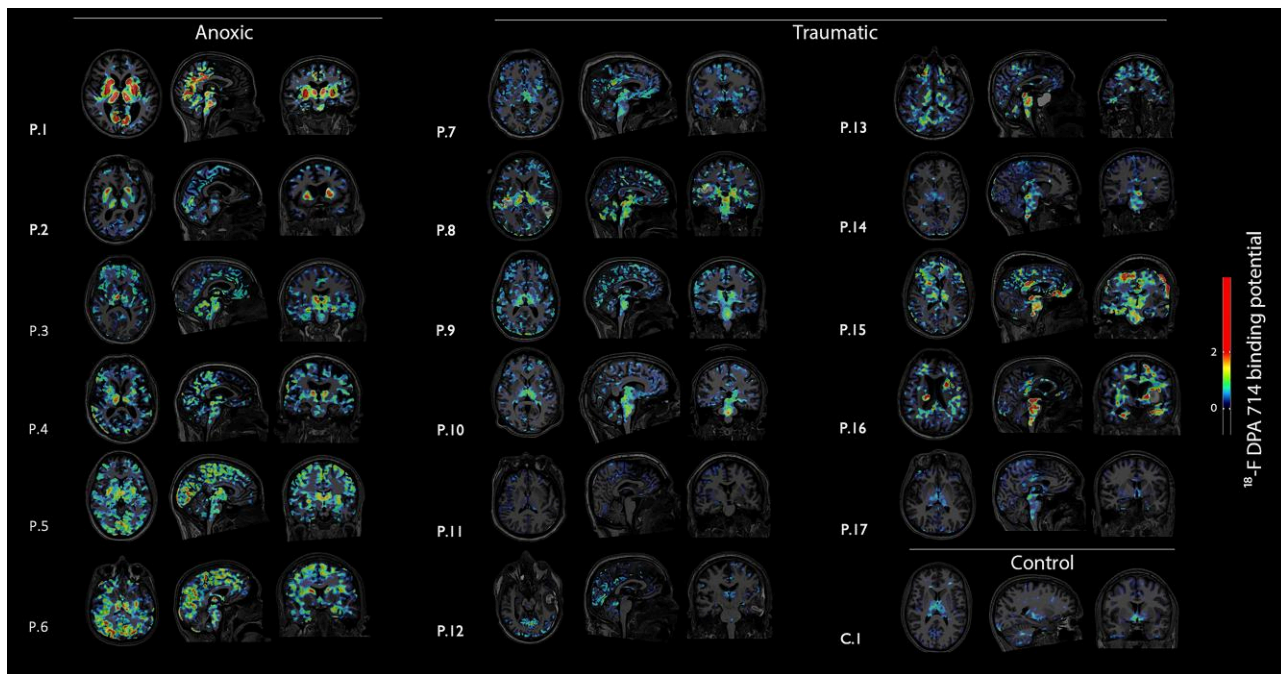 Anoxic
Traumatic
P.1
P.7
P.13
P.2
P.8
P.14
P.3
P.9
P.15
P.4
P.10
P.16
P.5
P.11
P.17
Control
P.6
P.12
C.1
2
0
¹⁸-F DPA 714 binding potential